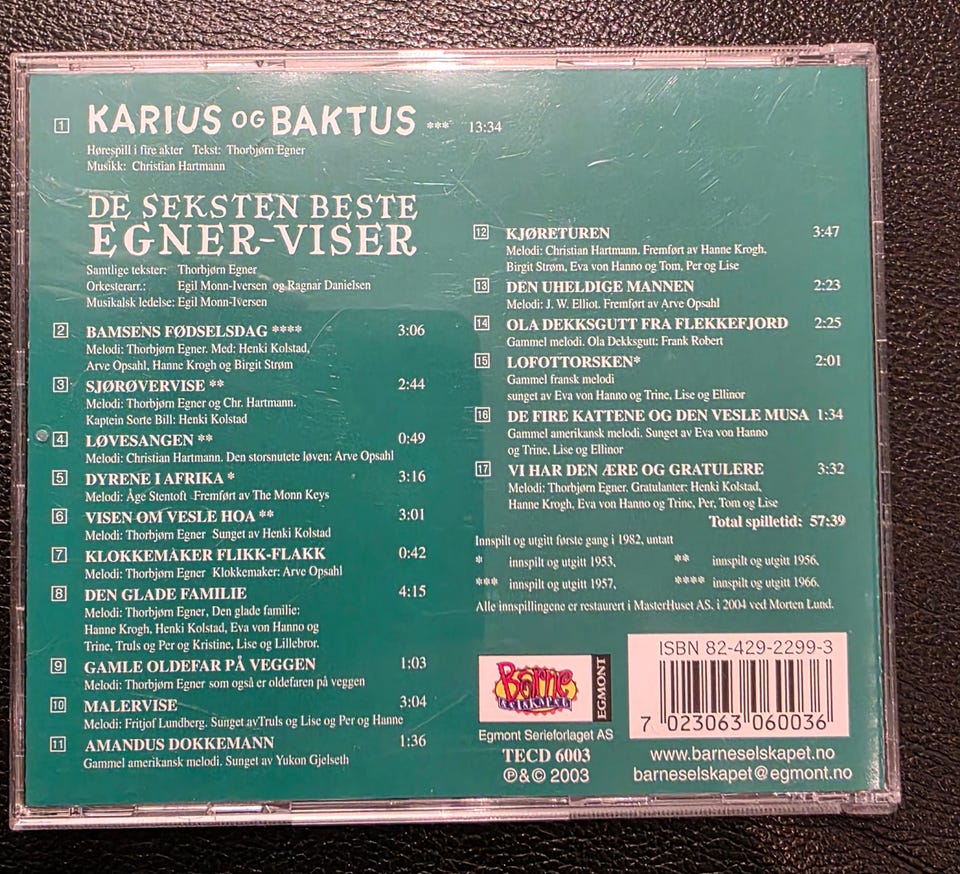 1 KARIUS OG BAKTUS *** 13:34
Hørespill i fire akter Tekst: Thorbjørn Egner
Musikk: Christian Hartmann
DE SEKSTEN BESTE
EGNER-VISER
Samtlige tekster: Thorbjørn Egner
Orkesterarr.: Egil Monn-Iversen og Ragnar Danielsen
Musikalsk ledelse: Egil Monn-Iversen
2 BAMSENS FØDSELSDAG **** 3:06
Melodi: Thorbjørn Egner. Med: Henki Kolstad,
Arve Opsahl, Hanne Krogh og Birgit Strøm
3 SJØRØVERVISE ** 2:44
Melodi: Thorbjørn Egner og Chr. Hartmann.
Kaptein Sorte Bill: Henki Kolstad
4 LØVESANGEN ** 0:49
Melodi: Christian Hartmann. Den storsnutete løven: Arve Opsahl
5 DYRENE I AFRIKA * 3:16
Melodi: Åge Stentoft Fremført av The Monn Keys
6 VISEN OM VESLE HOA ** 3:01
Melodi: Thorbjørn Egner Sunget av Henki Kolstad
7 KLOKKEMAKER FLIKK-FLAKK 0:42
Melodi: Thorbjørn Egner Klokkemaker: Arve Opsahl
8 DEN GLADE FAMILIE 4:15
Melodi: Thorbjørn Egner, Den glade familie:
Hanne Krogh, Henki Kolstad, Eva von Hanno og
Trine, Truls og Per og Kristine, Lise og Lillebror.
9 GAMLE OLDEFAR PÅ VEGGEN 1:03
Melodi: Thorbjørn Egner som også er oldefaren på veggen
10 MALERVISE 3:04
Melodi: Fritjof Lundberg. Sunget avTruls og Lise og Per og Hanne
11 AMANDUS DOKKEMANN 1:36
Gammel amerikansk melodi. Sunget av Yukon Gjelseth
12 KJØRETUREN 3:47
Melodi: Christian Hartmann. Fremført av Hanne Krogh,
Birgit Strøm, Eva von Hanno og Tom, Per og Lise
13 DEN UHELDIGE MANNEN 2:23
Melodi: J. W. Elliot. Fremført av Arve Opsahl
14 OLA DEKKSGUTT FRA FLEKKEFJORD 2:25
Gammel melodi. Ola Dekksgutt: Frank Robert
15 LOFOTTORSKEN* 2:01
Gammel fransk melodi
sunget av Eva von Hanno og Trine, Lise og Ellinor
16 DE FIRE KATTENE OG DEN VESLE MUSA 1:34
Gammel amerikansk melodi. Sunget av Eva von Hanno
og Trine, Lise og Ellinor
17 VI HAR DEN ÆRE OG GRATULERE 3:32
Melodi: Thorbjørn Egner. Gratulanter: Henki Kolstad,
Hanne Krogh, Eva von Hanno og Trine, Per, Tom og Lise
Total spilletid: 57:39
Innspilt og utgitt første gang i 1982, unntatt
* innspilt og utgitt 1953, ** innspilt og utgitt 1956,
*** innspilt og utgitt 1957, **** innspilt og utgitt 1966.
Alle innspillingene er restaurert i MasterHuset AS, i 2004 ved Morten Lund.
Barne
SELSKAPET
EGMONT
Egmont Serieforlaget AS
TECD 6003
℗&© 2003
ISBN 82-429-2299-3
7 023063 060036
www.barneselskapet.no
barneselskapet@egmont.no